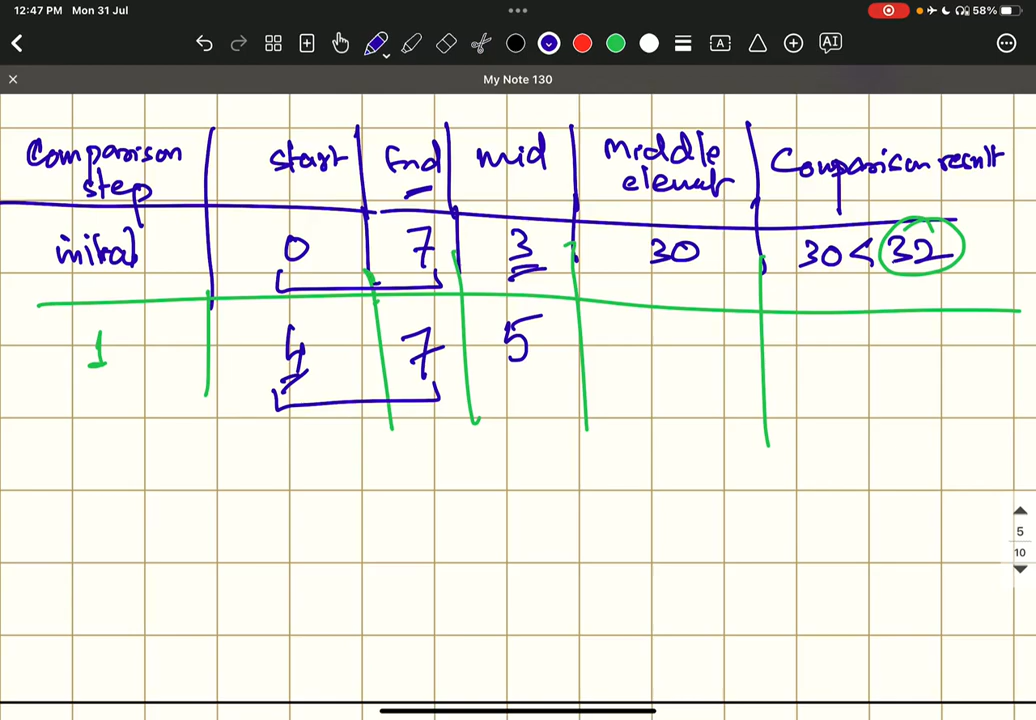 12:47 PM Mon 31 Jul
58%
A
AI
My Note 130
Comparison step start End mid Middle element Comparison result
initial 0 7 3 30 30 < 32
1 4 7 5
5
10